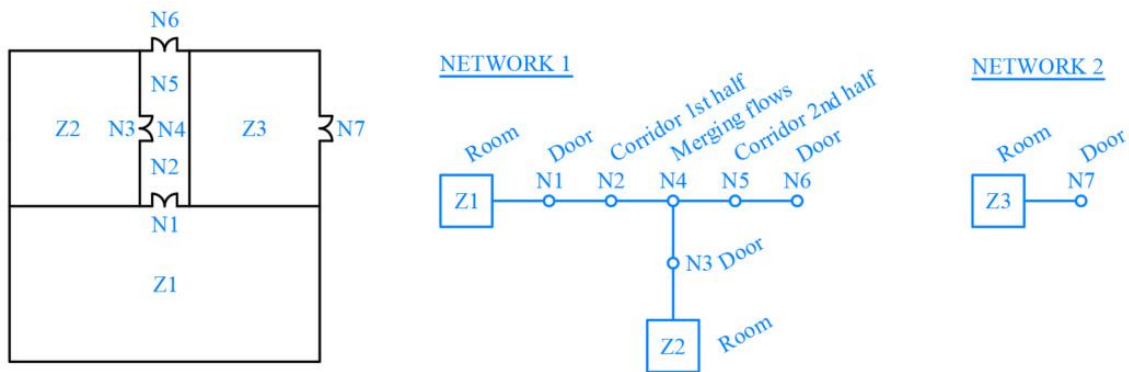 N6
N5
Z2
N3
N4
Z3
N7
N2
N1
Z1
NETWORK 1
Room
Door
Corridor 1st half
Merging flows
Corridor 2nd half
Door
Z1
N1
N2
N4
N5
N6
N3 Door
Z2
Room
NETWORK 2
Room
Door
Z3
N7